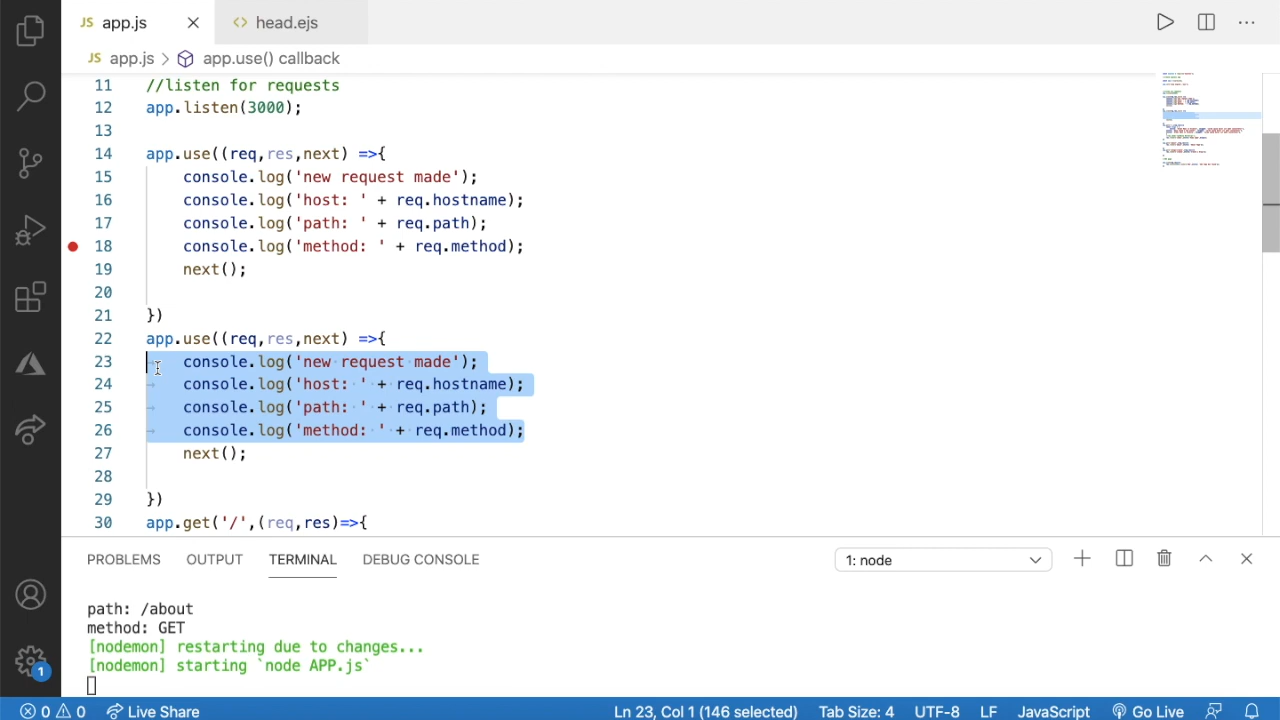 JS app.js
<> head.ejs
JS app.js > app.use() callback
11 //listen for requests
12 app.listen(3000);
13
14 app.use((req,res,next) =>{
15 console.log('new request made');
16 console.log('host: ' + req.hostname);
17 console.log('path: ' + req.path);
18 console.log('method: ' + req.method);
19 next();
20
21 })
22 app.use((req,res,next) =>{
23 console.log('new request made');
24 console.log('host: ' + req.hostname);
25 console.log('path: ' + req.path);
26 console.log('method: ' + req.method);
27 next();
28
29 })
30 app.get('/',(req,res)=>{
PROBLEMS OUTPUT TERMINAL DEBUG CONSOLE 1: node
path: /about
method: GET
[nodemon] restarting due to changes...
[nodemon] starting `node APP.js`
1
0 0 Live Share Ln 23, Col 1 (146 selected) Tab Size: 4 UTF-8 LF JavaScript Go Live